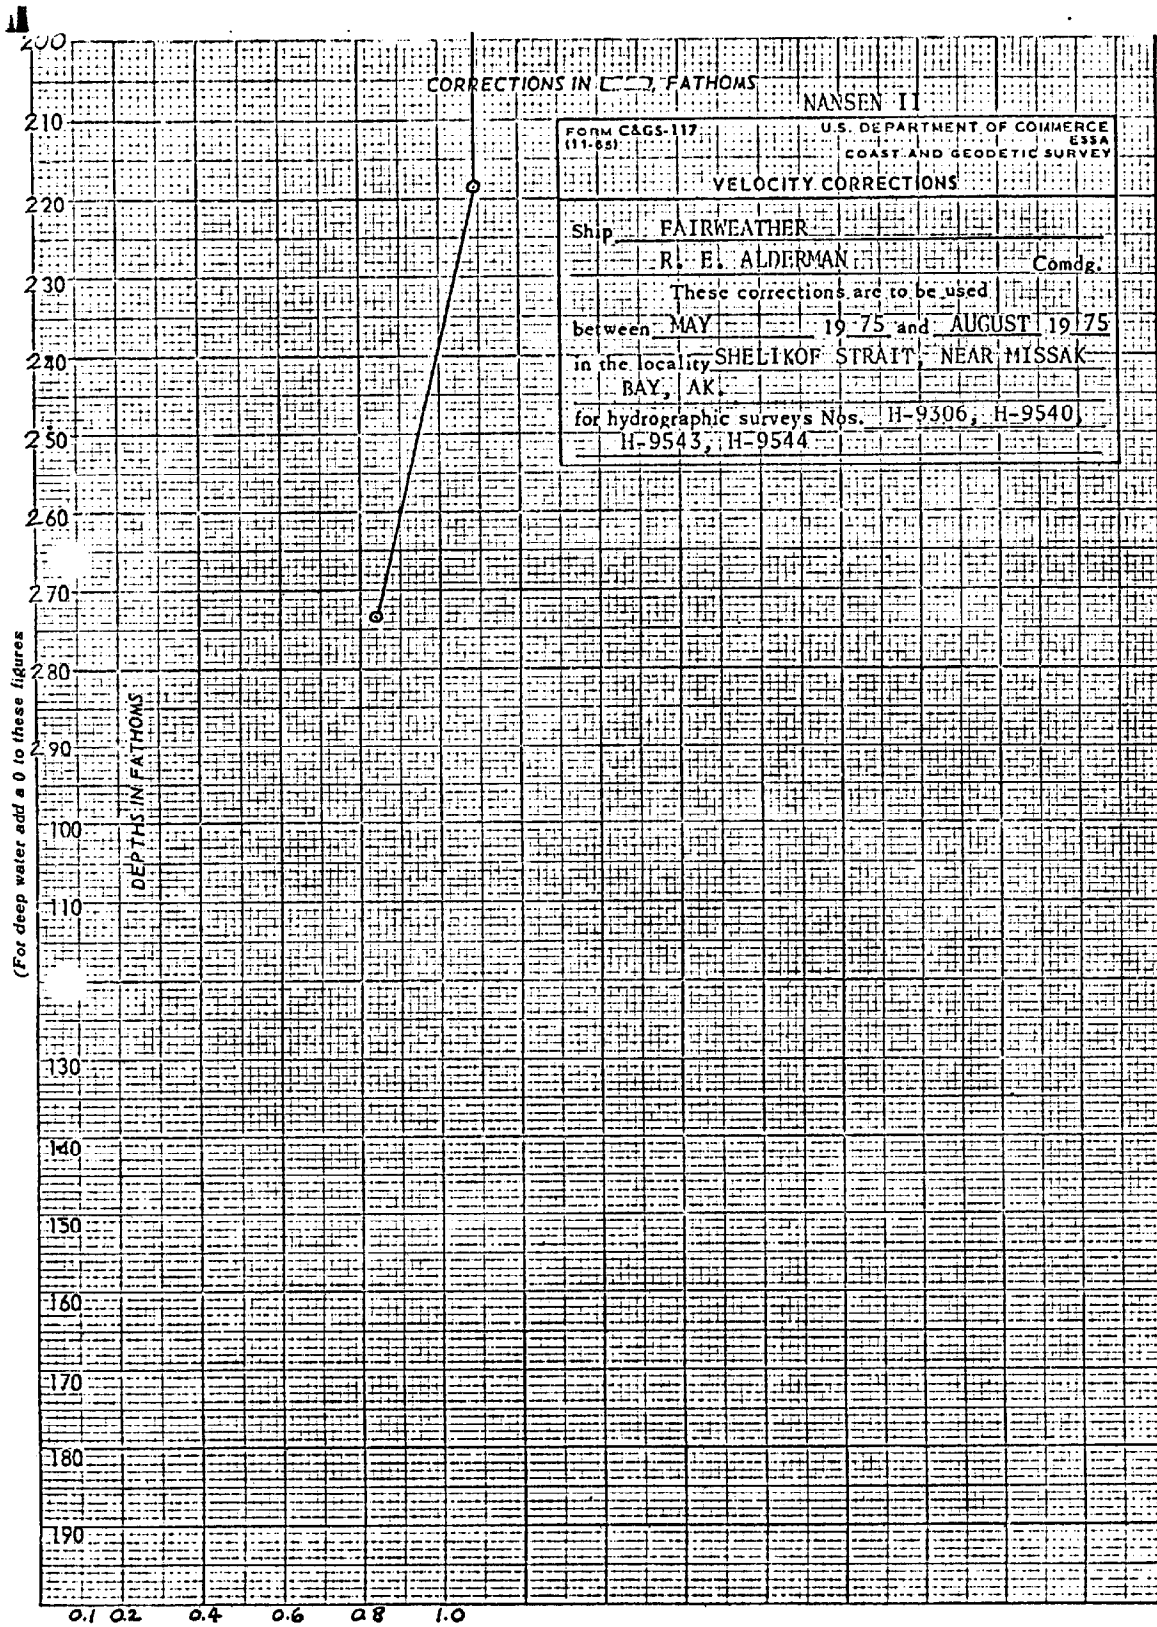 200
CORRECTIONS IN FATHOMS
NANSEN II
210
FORM C&GS-117
(11-65)
U.S. DEPARTMENT OF COMMERCE
ESSA
COAST AND GEODETIC SURVEY
VELOCITY CORRECTIONS
220
Ship FAIRWEATHER
R. E. ALDERMAN Comdg.
230
These corrections are to be used
between MAY 19 75 and AUGUST 19 75
240
in the locality SHELIKOF STRAIT, NEAR MISSAK
BAY, AK.
for hydrographic surveys Nos. H-9306, H-9540,
H-9543, H-9544
250
260
270
280
290
100
110
130
140
150
160
170
180
190
DEPTHS IN FATHOMS
(For deep water add a 0 to these figures
0.1 0.2 0.4 0.6 0.8 1.0